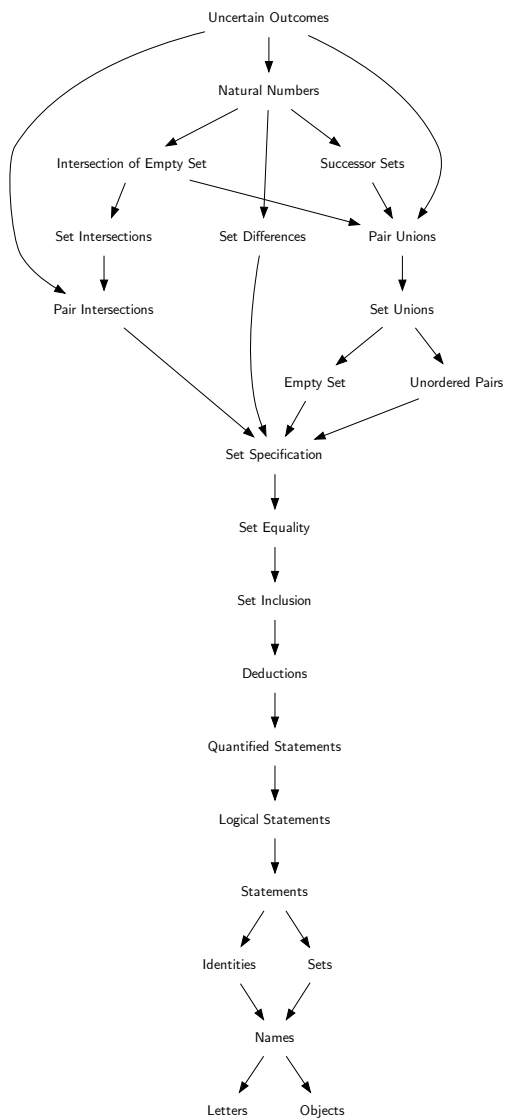 Uncertain Outcomes
Natural Numbers
Intersection of Empty Set
Successor Sets
Set Intersections
Set Differences
Pair Unions
Pair Intersections
Set Unions
Empty Set
Unordered Pairs
Set Specification
Set Equality
Set Inclusion
Deductions
Quantified Statements
Logical Statements
Statements
Identities
Sets
Names
Letters
Objects